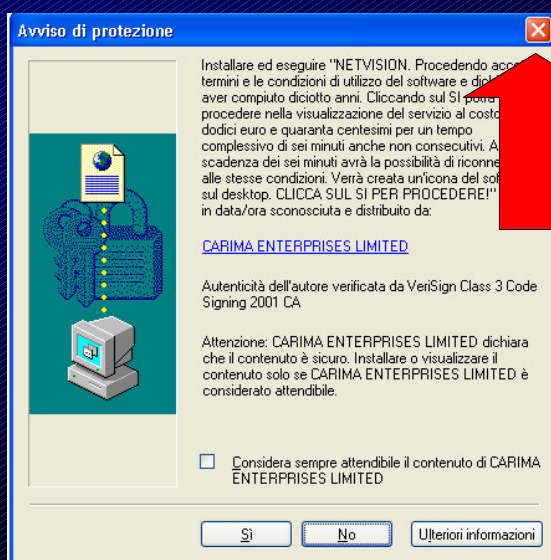 Avviso di protezione
Installare ed eseguire "NETVISION. Procedendo
termini e le condizioni di utilizzo del software e
aver compiuto diciotto anni. Cliccando sul SI potrà
procedere nella visualizzazione del servizio al costo
dodici euro e quaranta centesimi per un tempo
complessivo di sei minuti anche non consecutivi.
scadenza dei sei minuti avrà la possibilità di
alle stesse condizioni. Verrà creata un'icona del
sul desktop. CLICCA SUL SI PER PROCEDERE!"
in data/ora sconosciuta e distribuito da:
CARIMA ENTERPRISES LIMITED
Autenticità dell'autore verificata da VeriSign Class 3 Code
Signing 2001 CA
Attenzione: CARIMA ENTERPRISES LIMITED dichiara
che il contenuto è sicuro. Installare o visualizzare il
contenuto solo se CARIMA ENTERPRISES LIMITED è
considerato attendibile.
Considera sempre attendibile il contenuto di CARIMA
ENTERPRISES LIMITED
Sì No Ulteriori informazioni